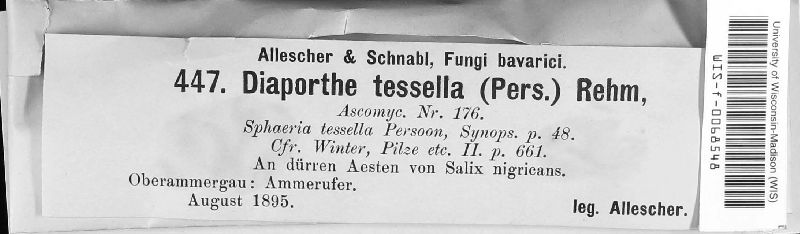 Allescher & Schnabl, Fungi bavarici.
447. Diaporthe tessella (Pers.) Rehm,
Ascomyc. Nr. 176.
Sphaeria tessella Persoon, Synops. p. 48.
Cfr. Winter, Pilze etc. II. p. 661.
An dürren Aesten von Salix nigricans.
Oberammergau: Ammerufer.
August 1895.
leg. Allescher.
University of Wisconsin-Madison (WIS)
WIS-f-0068548